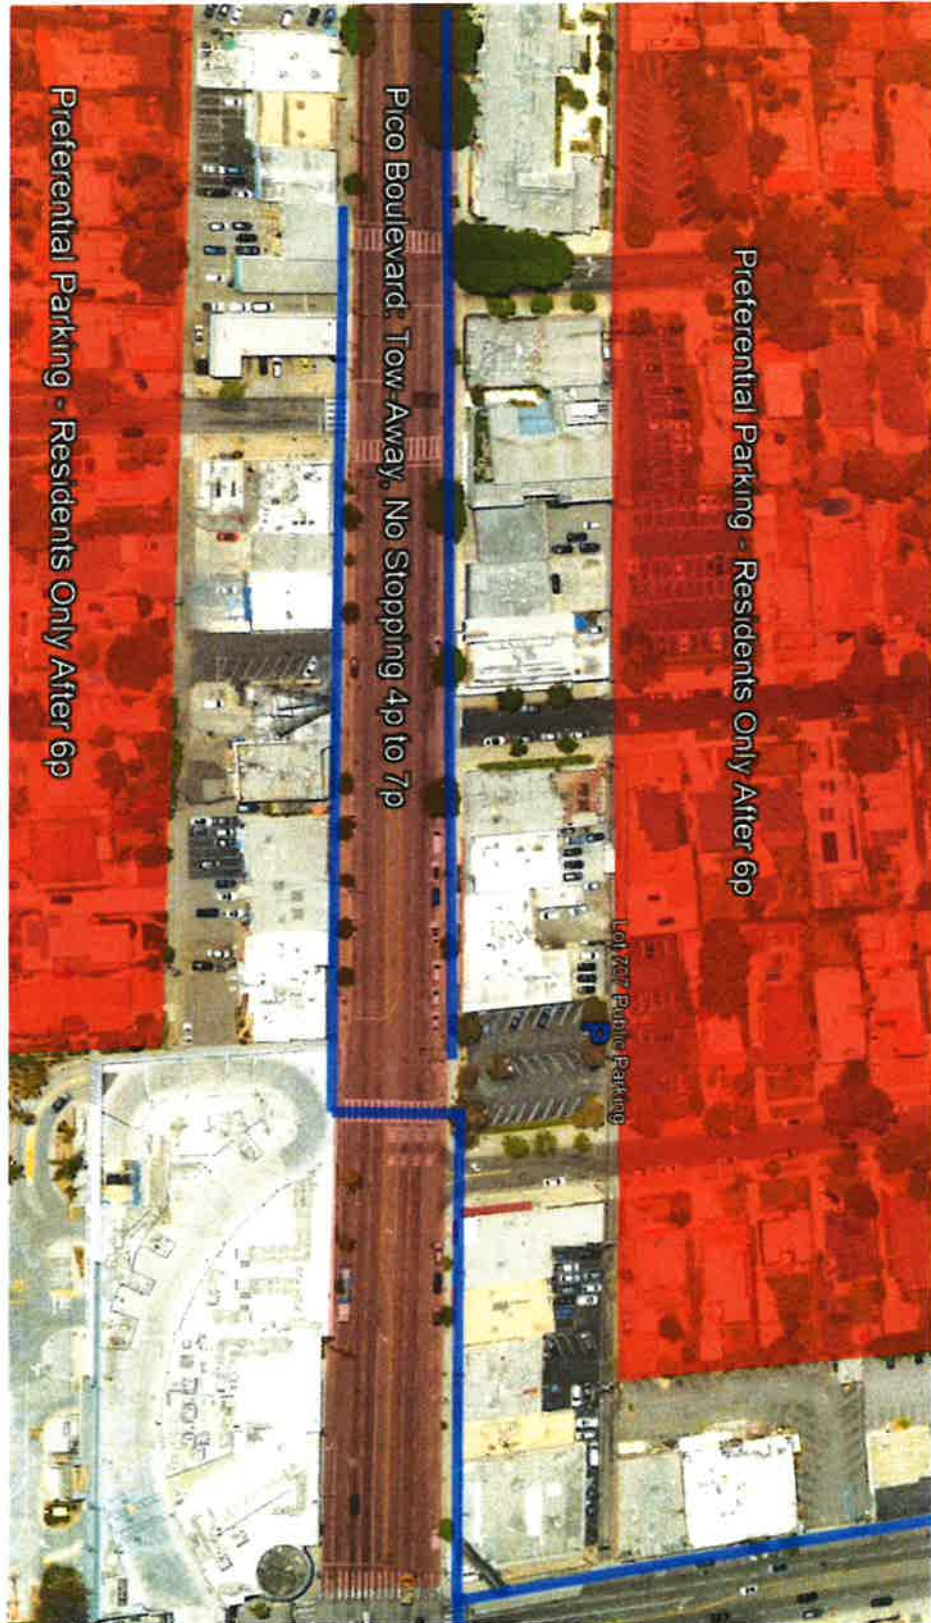 Preferential Parking - Residents Only After 6p
Lot 707 Public Parking
P
Pico Boulevard: Tow-Away, No Stopping 4p to 7p
Preferential Parking - Residents Only After 6p